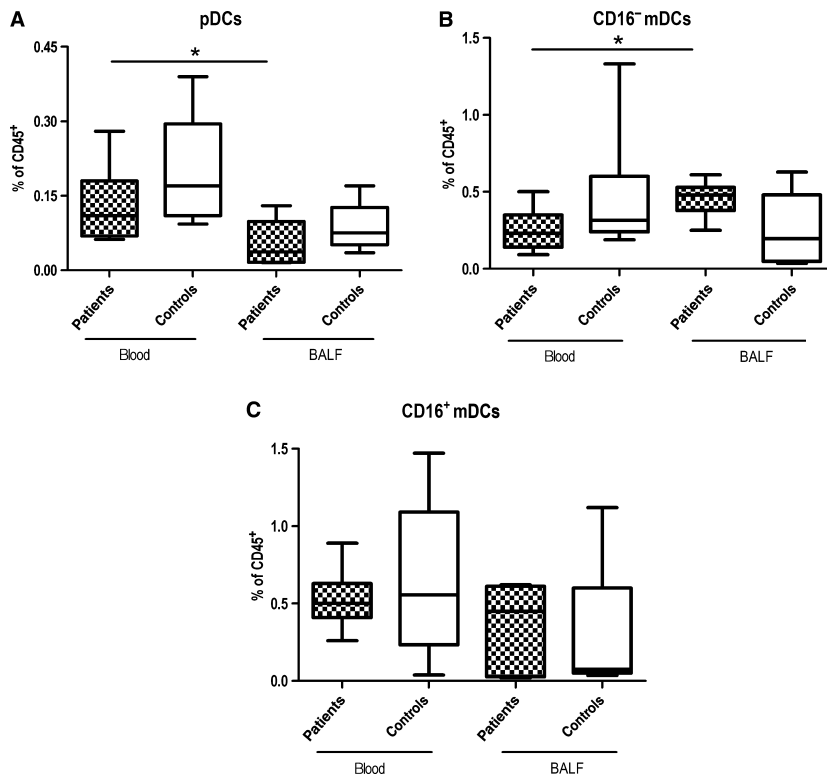 A
pDCs
*
0.45
0.30
0.15
0.00
% of CD45⁺
Patients
Controls
Patients
Controls
Blood
BALF
B
CD16⁻ mDCs
*
1.5
1.0
0.5
0.0
% of CD45⁺
Patients
Controls
Patients
Controls
Blood
BALF
C
CD16⁺ mDCs
1.5
1.0
0.5
0.0
% of CD45⁺
Patients
Controls
Patients
Controls
Blood
BALF